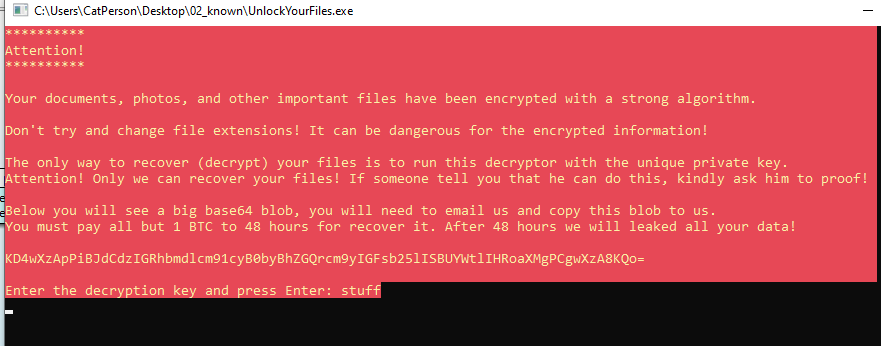 C:\Users\CatPerson\Desktop\02_known\UnlockYourFiles.exe
**********
Attention!
**********
Your documents, photos, and other important files have been encrypted with a strong algorithm.
Don't try and change file extensions! It can be dangerous for the encrypted information!
The only way to recover (decrypt) your files is to run this decryptor with the unique private key.
Attention! Only we can recover your files! If someone tell you that he can do this, kindly ask him to proof!
Below you will see a big base64 blob, you will need to email us and copy this blob to us.
You must pay all but 1 BTC to 48 hours for recover it. After 48 hours we will leaked all your data!
KD4wXzApPiBJdCdzIGRhbmdlcm91cyB0byBhZGQrcm9yIGFsb25lISBUYWtlIHRoaXMgPCgwXzA8KQo=
Enter the decryption key and press Enter: stuff